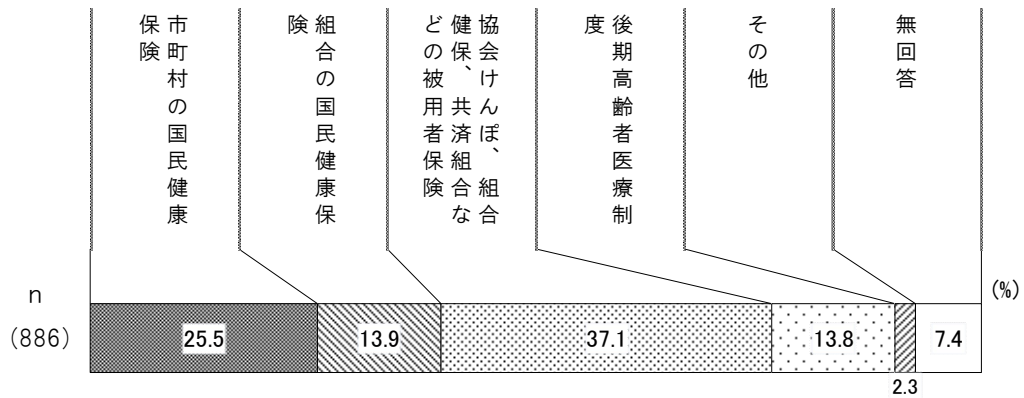 市町村の国民健康
保険
組合の国民健康保
険
協会けんぽ、組合
健保、共済組合な
どの被用者保険
後期高齢者医療制
度
その他
無回答
n
(%)
(886)
25.5
13.9
37.1
13.8
2.3
7.4